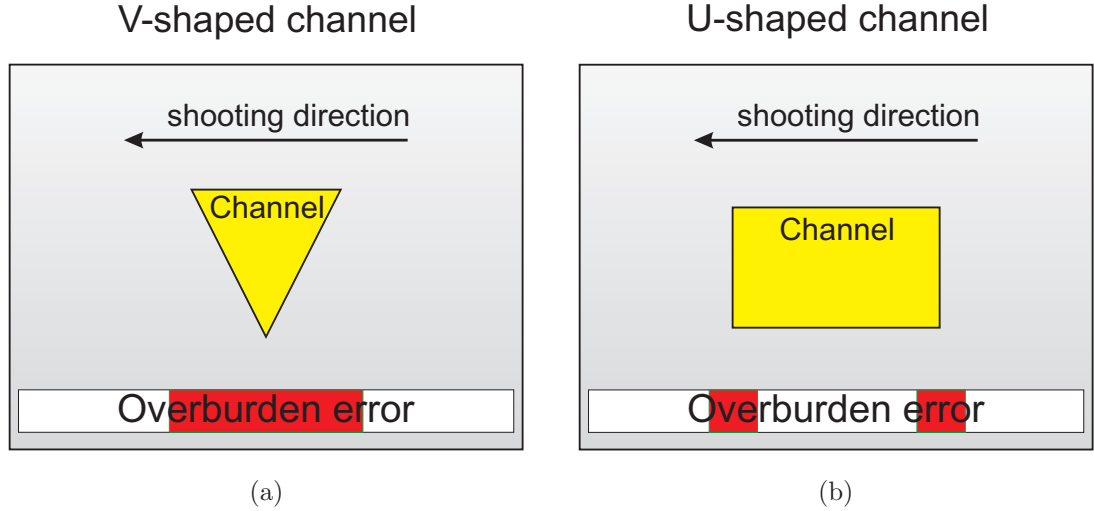 V-shaped channel
U-shaped channel
shooting direction
shooting direction
Channel
Channel
Overburden error
Overburden error
(a)
(b)